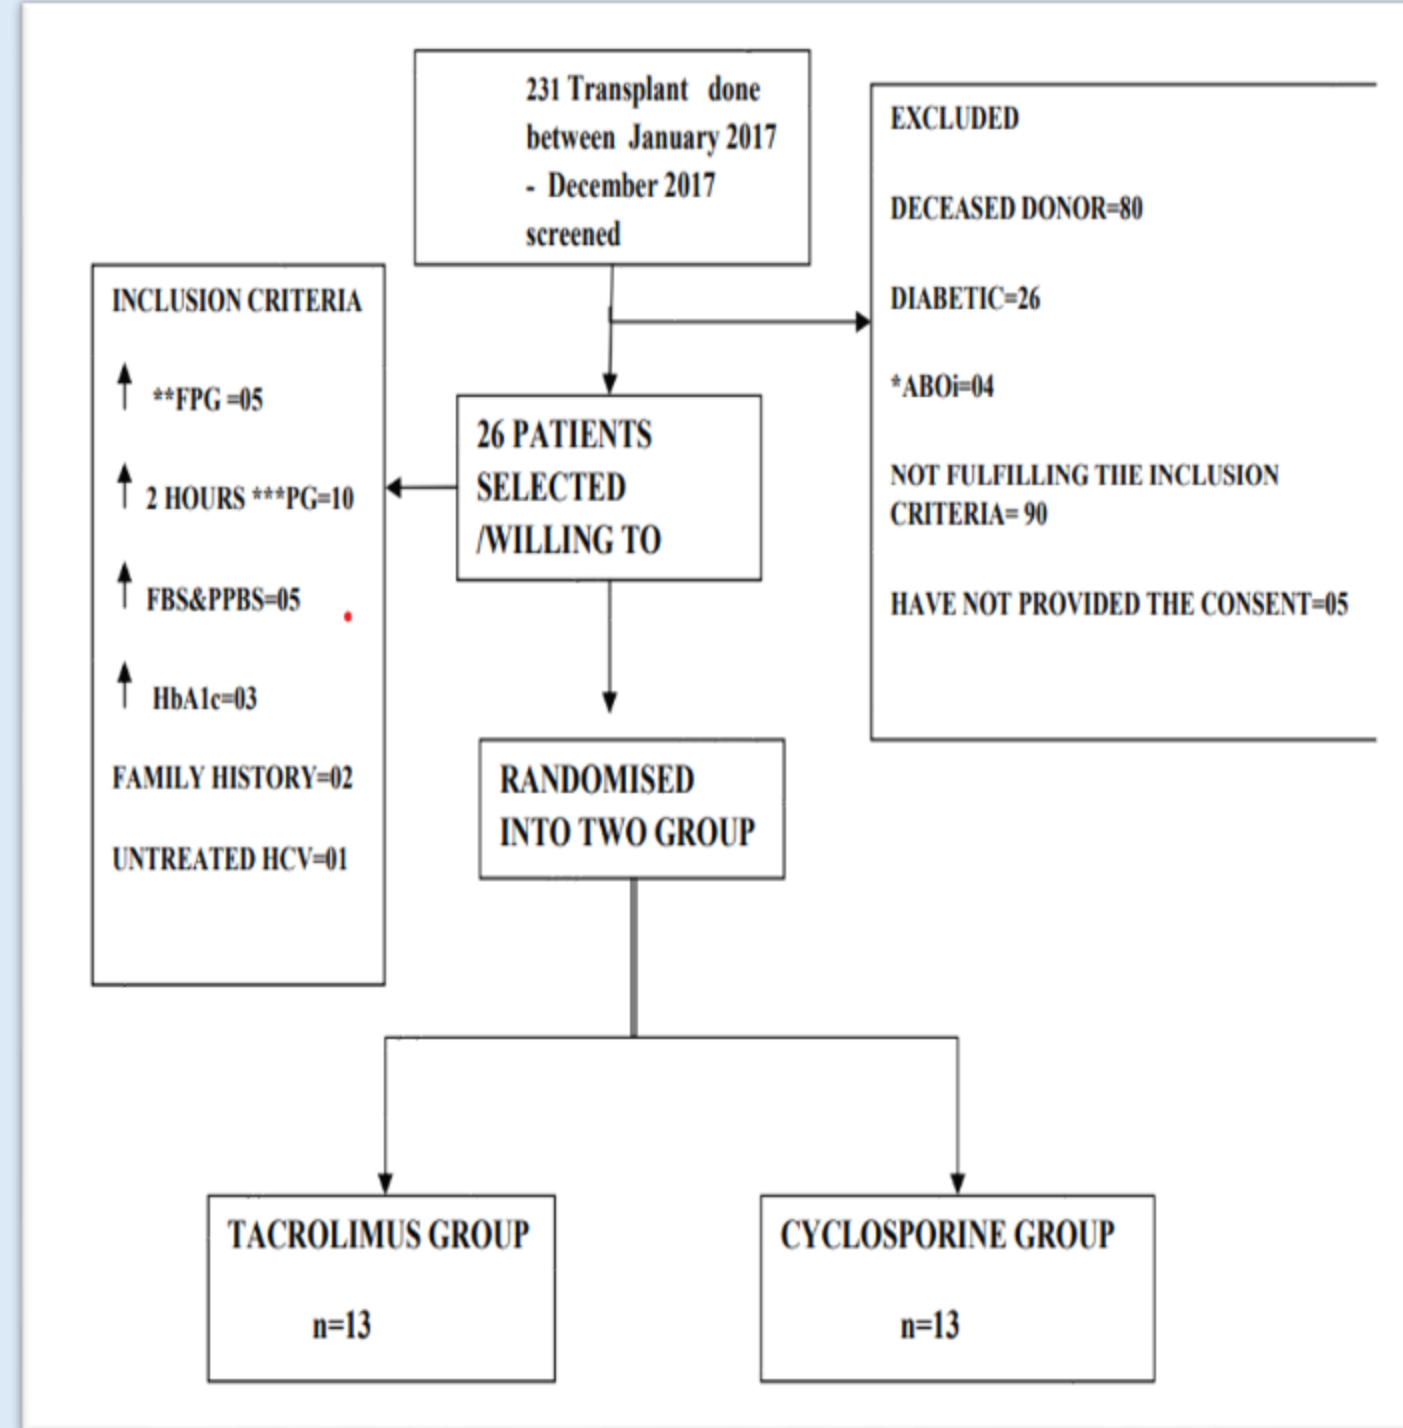 231 Transplant done
between January 2017
- December 2017
screened
EXCLUDED
DECEASED DONOR=80
DIABETIC=26
*ABOi=04
NOT FULFILLING THE INCLUSION
CRITERIA= 90
HAVE NOT PROVIDED THE CONSENT=05
INCLUSION CRITERIA
↑ **FPG =05
↑ 2 HOURS ***PG=10
↑ FBS&PPBS=05
↑ HbA1c=03
FAMILY HISTORY=02
UNTREATED HCV=01
26 PATIENTS
SELECTED
/WILLING TO
RANDOMISED
INTO TWO GROUP
TACROLIMUS GROUP
n=13
CYCLOSPORINE GROUP
n=13